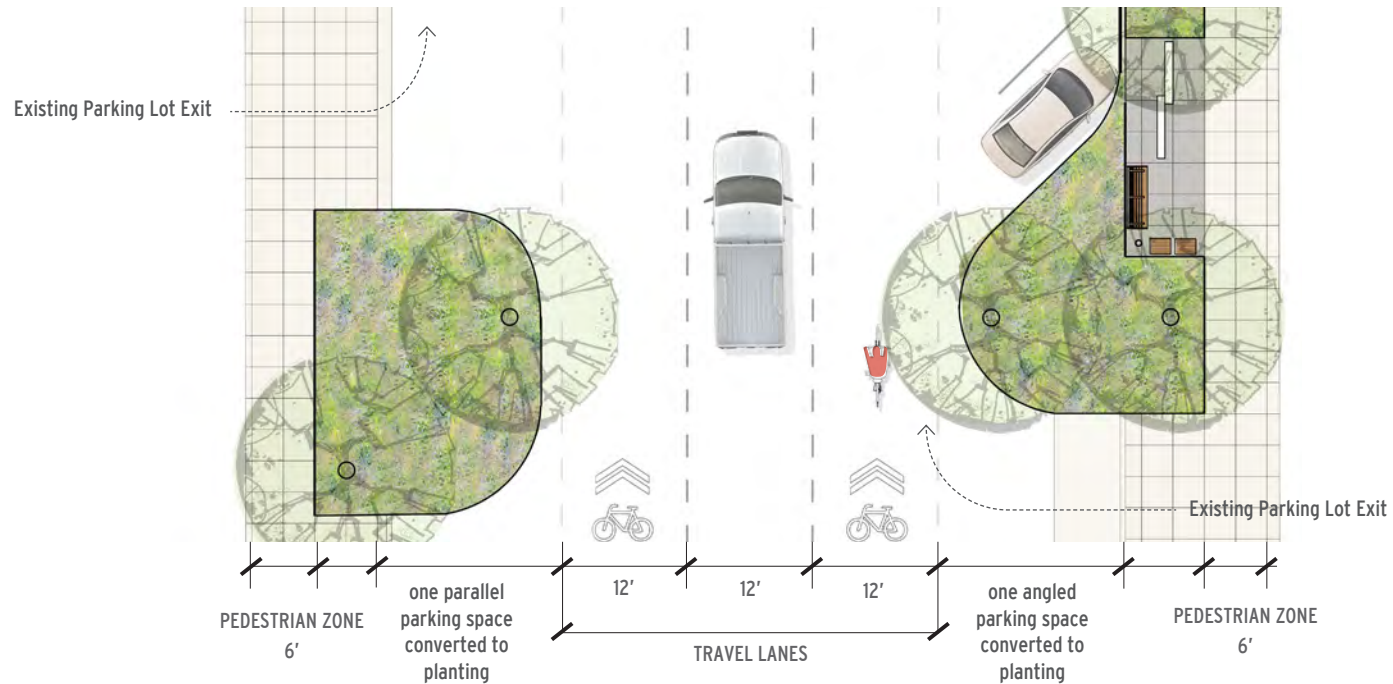 Existing Parking Lot Exit
Existing Parking Lot Exit
12'
12'
12'
PEDESTRIAN ZONE
6'
one parallel
parking space
converted to
planting
TRAVEL LANES
one angled
parking space
converted to
planting
PEDESTRIAN ZONE
6'